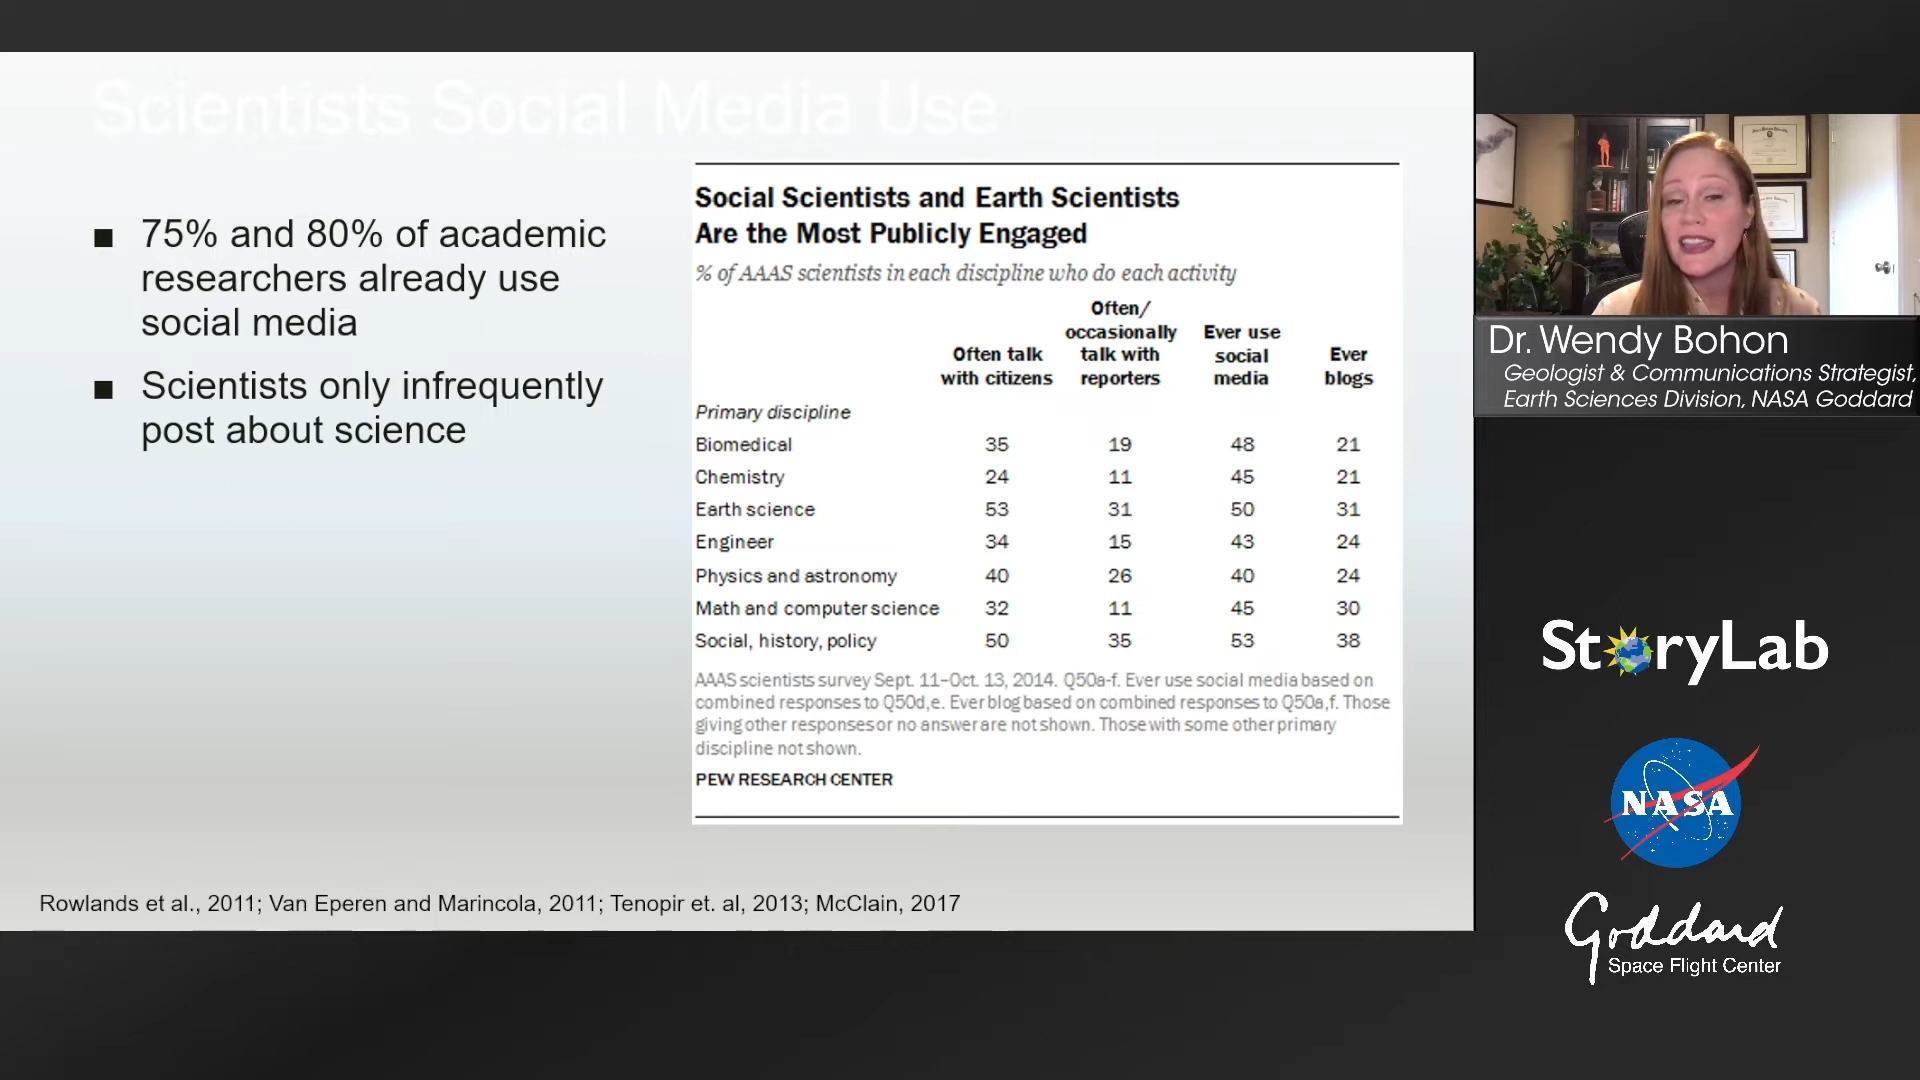 Scientists Social Media Use
■ 75% and 80% of academic
researchers already use
social media
■ Scientists only infrequently
post about science
Social Scientists and Earth Scientists
Are the Most Publicly Engaged
% of AAAS scientists in each discipline who do each activity
Often talk with citizens
Often/ occasionally talk with reporters
Ever use social media
Ever blogs
Primary discipline
Biomedical 35 19 48 21
Chemistry 24 11 45 21
Earth science 53 31 50 31
Engineer 34 15 43 24
Physics and astronomy 40 26 40 24
Math and computer science 32 11 45 30
Social, history, policy 50 35 53 38
AAAS scientists survey Sept. 11–Oct. 13, 2014. Q50a-f. Ever use social media based on
combined responses to Q50d,e. Ever blog based on combined responses to Q50a,f. Those
giving other responses or no answer are not shown. Those with some other primary
discipline not shown.
PEW RESEARCH CENTER
Rowlands et al., 2011; Van Eperen and Marincola, 2011; Tenopir et. al, 2013; McClain, 2017
Dr. Wendy Bohon
Geologist & Communications Strategist,
Earth Sciences Division, NASA Goddard
StoryLab
NASA
Goddard
Space Flight Center